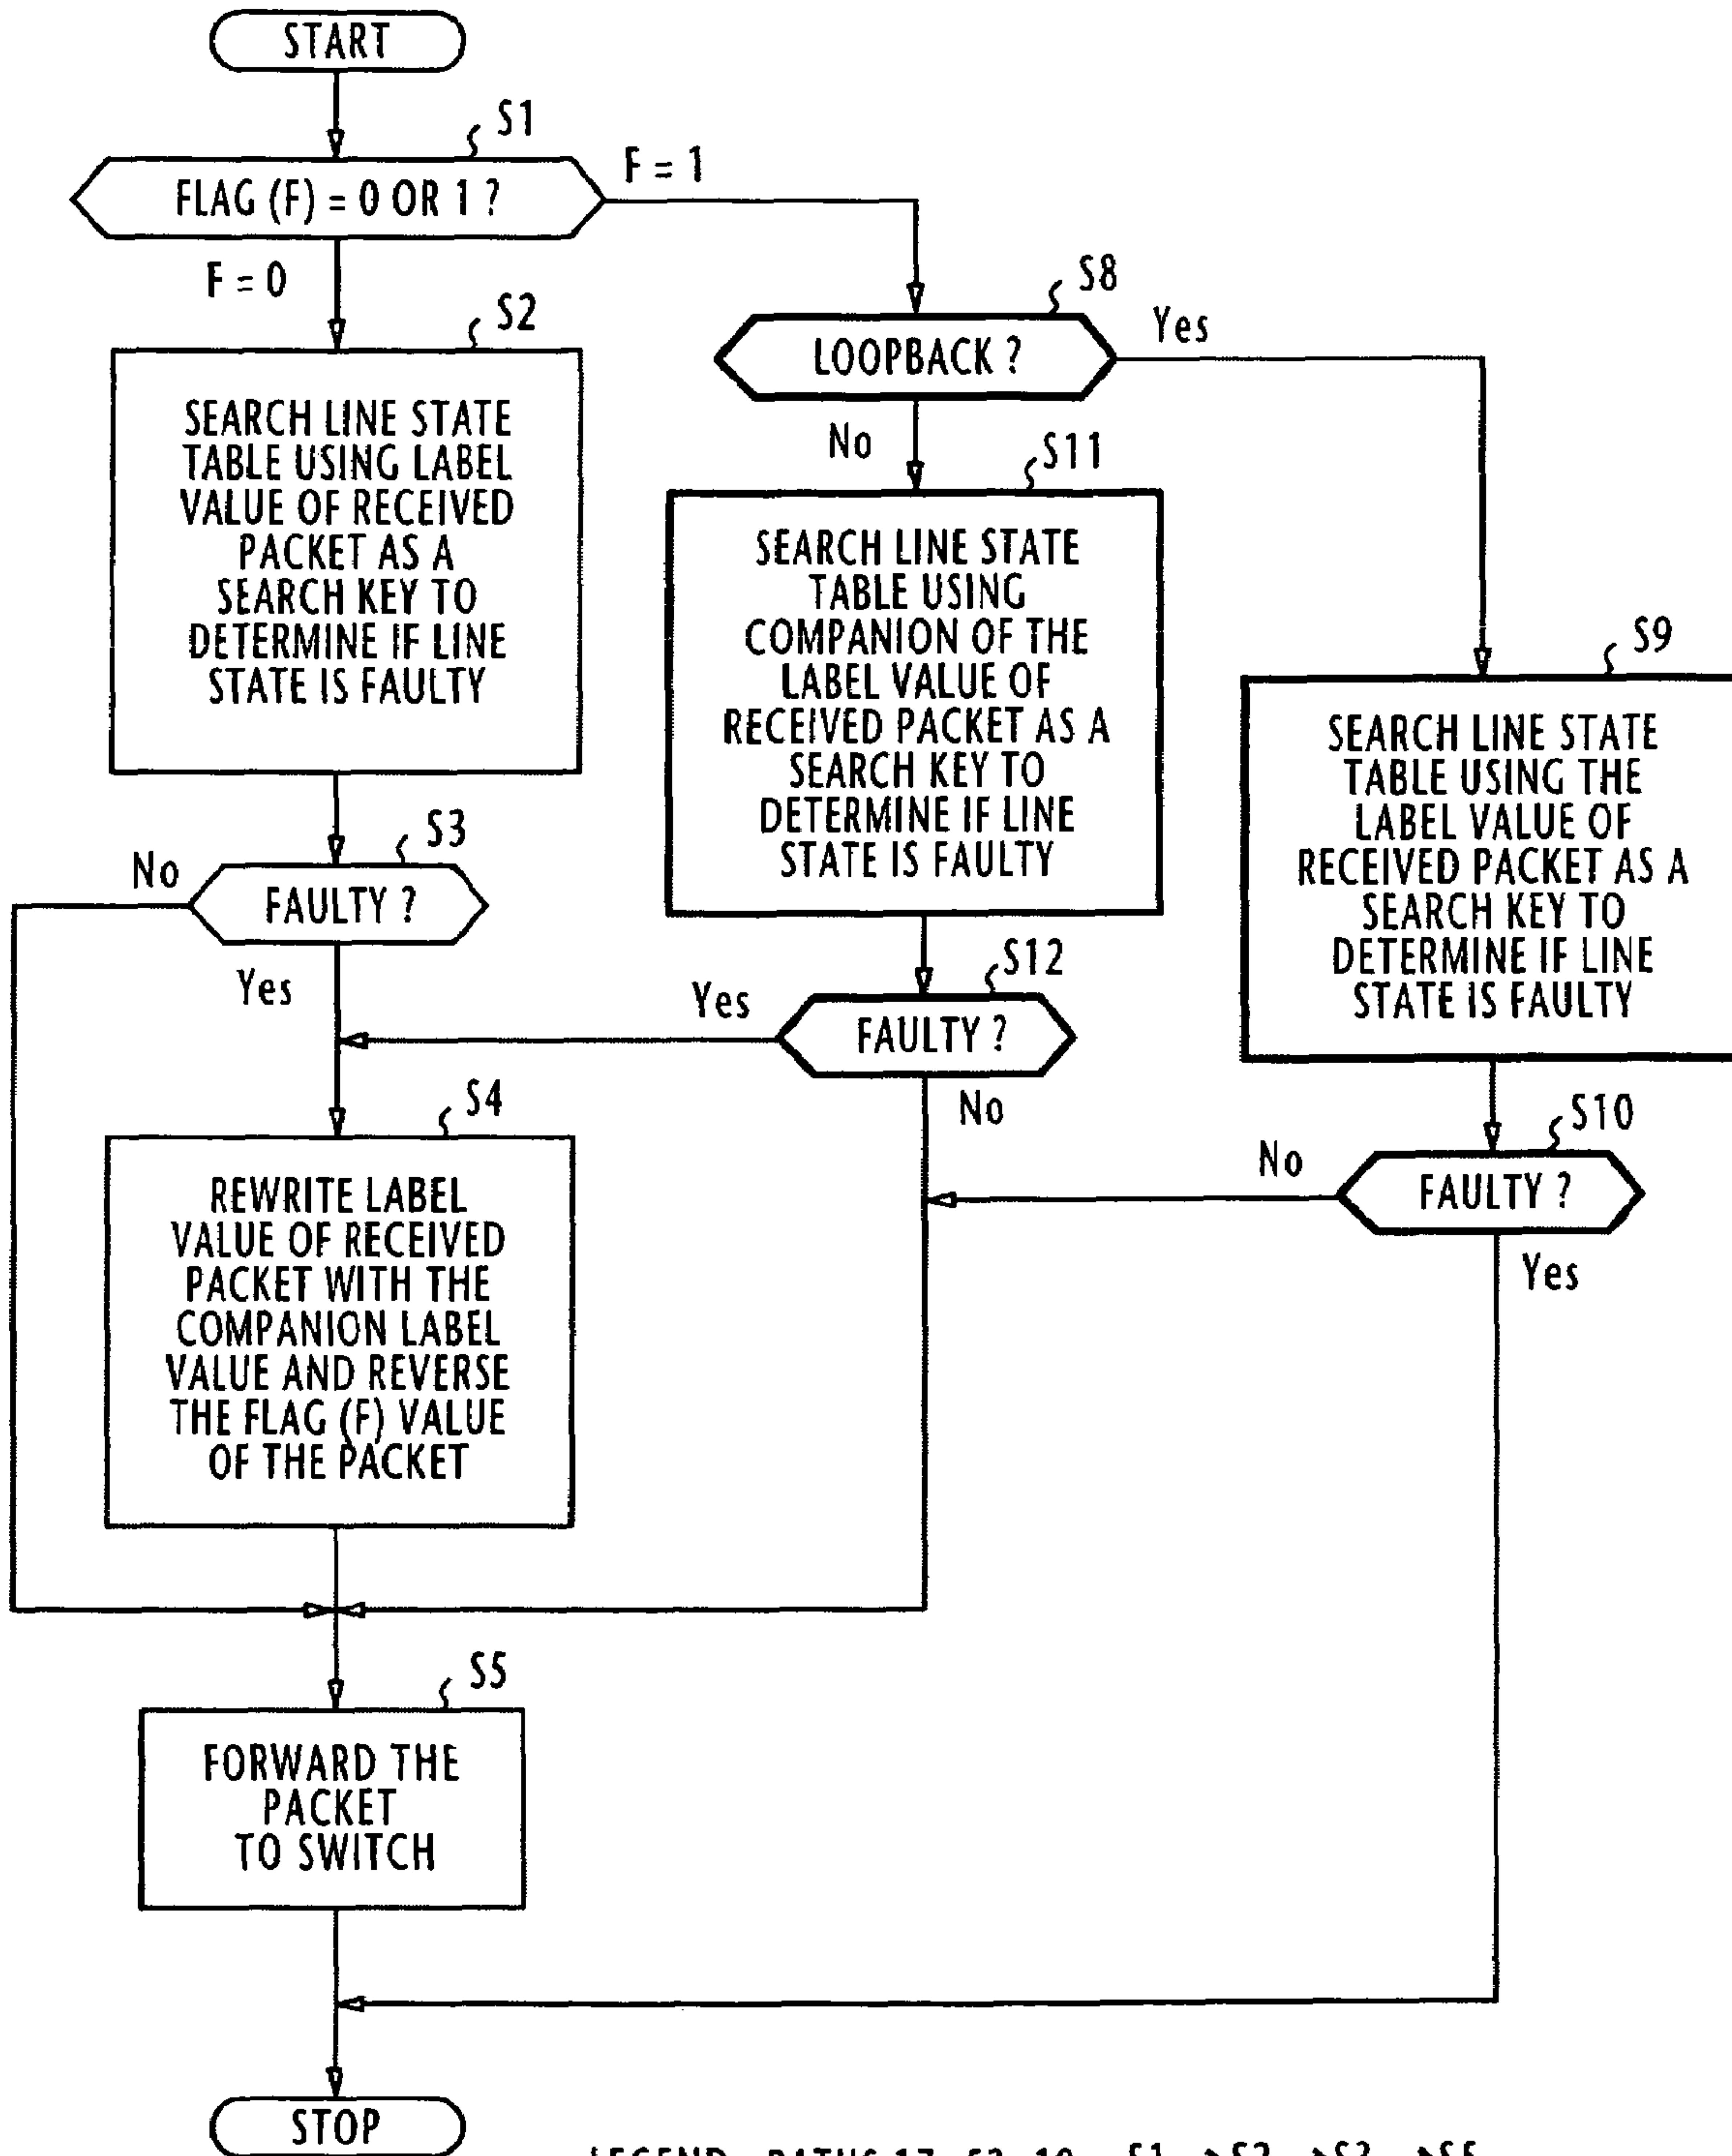 START
S1
FLAG (F) = 0 OR 1 ?
F = 1
F = 0
S2
SEARCH LINE STATE
TABLE USING LABEL
VALUE OF RECEIVED
PACKET AS A
SEARCH KEY TO
DETERMINE IF LINE
STATE IS FAULTY
S8
LOOPBACK ?
Yes
No
S11
SEARCH LINE STATE
TABLE USING
COMPANION OF THE
LABEL VALUE OF
RECEIVED PACKET AS A
SEARCH KEY TO
DETERMINE IF LINE
STATE IS FAULTY
S9
SEARCH LINE STATE
TABLE USING THE
LABEL VALUE OF
RECEIVED PACKET AS A
SEARCH KEY TO
DETERMINE IF LINE
STATE IS FAULTY
S3
No
FAULTY ?
Yes
S12
Yes
FAULTY ?
No
S10
No
FAULTY ?
Yes
S4
REWRITE LABEL
VALUE OF RECEIVED
PACKET WITH THE
COMPANION LABEL
VALUE AND REVERSE
THE FLAG (F) VALUE
OF THE PACKET
S5
FORWARD THE
PACKET
TO SWITCH
STOP